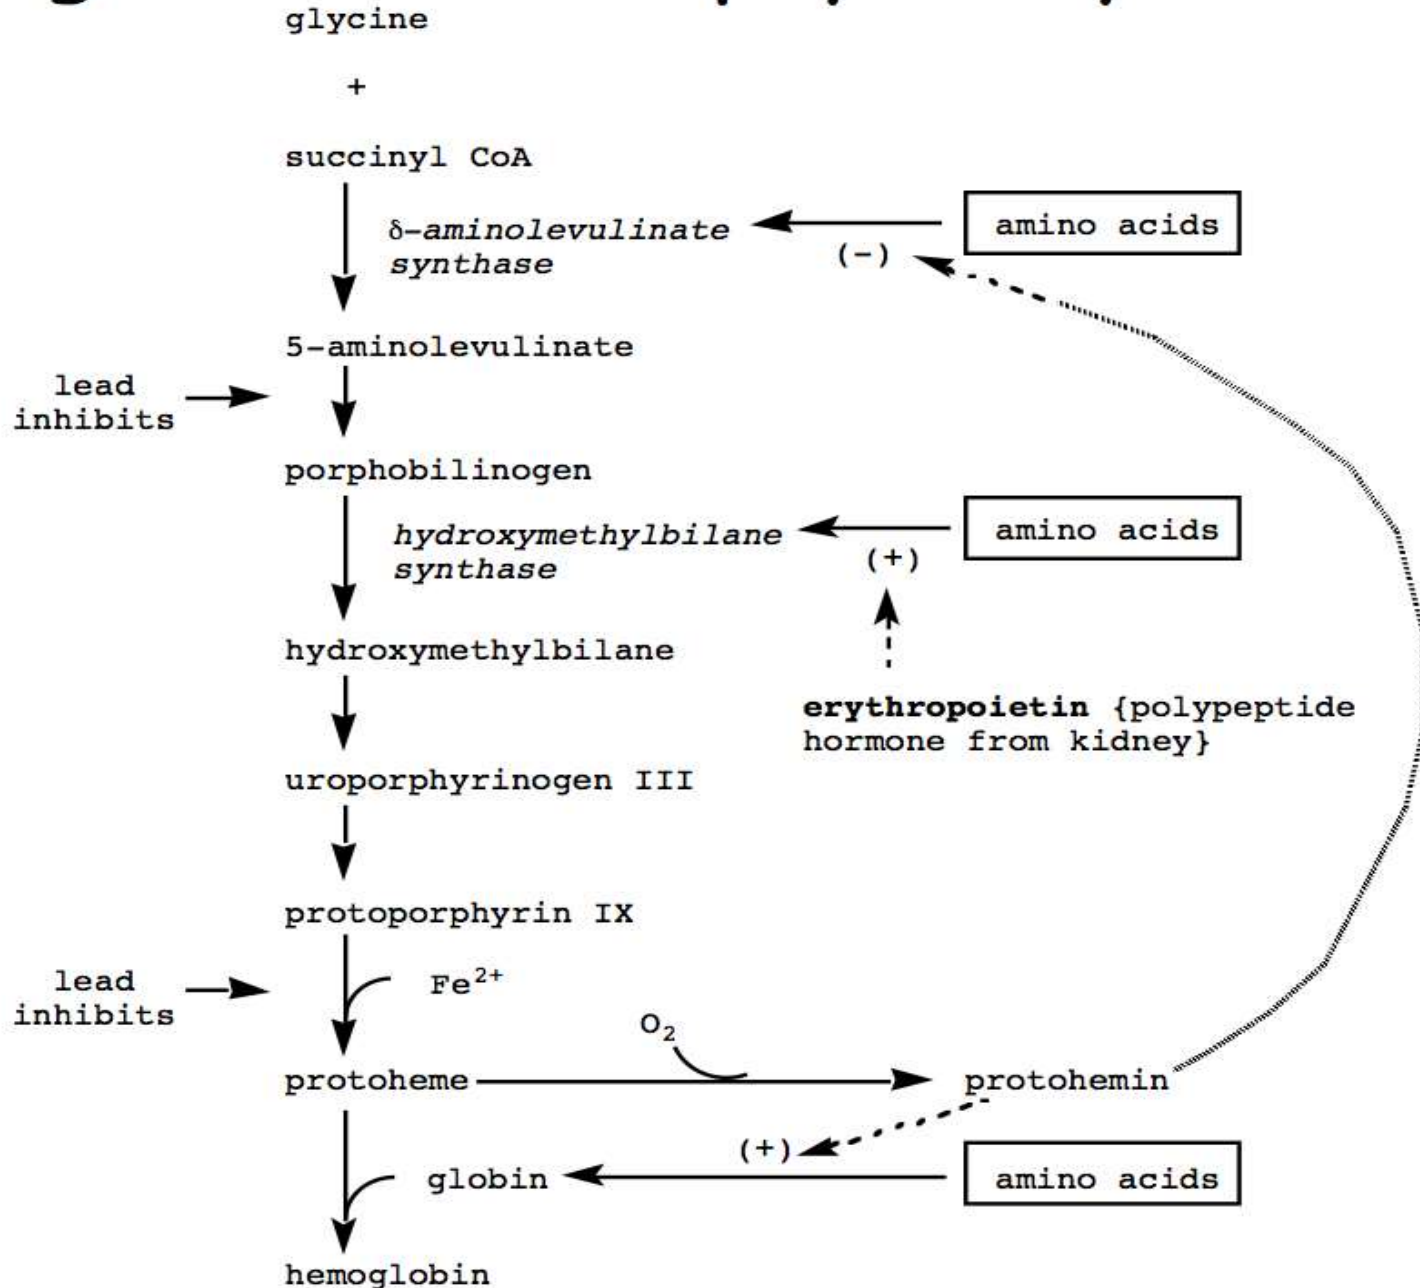 glycine
+
succinyl CoA
δ-aminolevulinate
synthase
amino acids
(-)
5-aminolevulinate
lead
inhibits
porphobilinogen
hydroxymethylbilane
synthase
amino acids
(+)
hydroxymethylbilane
erythropoietin {polypeptide
hormone from kidney}
uroporphyrinogen III
protoporphyrin IX
lead
inhibits
Fe²⁺
O₂
protoheme
protohemin
(+)
globin
amino acids
hemoglobin